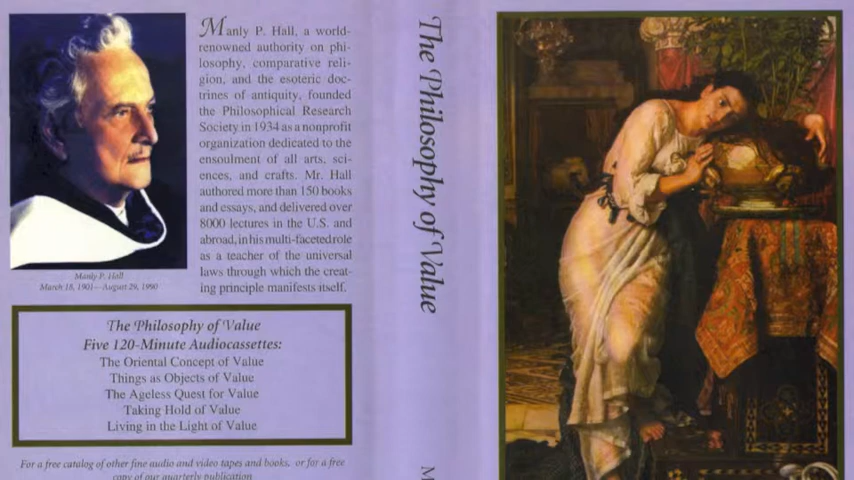 Manly P. Hall, a world-
renowned authority on phi-
losophy, comparative reli-
gion, and the esoteric doc-
trines of antiquity, founded
the Philosophical Research
Society in 1934 as a nonprofit
organization dedicated to the
ensoulment of all arts, sci-
ences, and crafts. Mr. Hall
authored more than 150 books
and essays, and delivered over
8000 lectures in the U.S. and
abroad, in his multi-faceted role
as a teacher of the universal
laws through which the creat-
ing principle manifests itself.
Manly P. Hall
March 18, 1901—August 29, 1990
The Philosophy of Value
Five 120-Minute Audiocassettes:
The Oriental Concept of Value
Things as Objects of Value
The Ageless Quest for Value
Taking Hold of Value
Living in the Light of Value
For a free catalog of other fine audio and video tapes and books, or for a free
copy of our quarterly publication
The Philosophy of Value
M